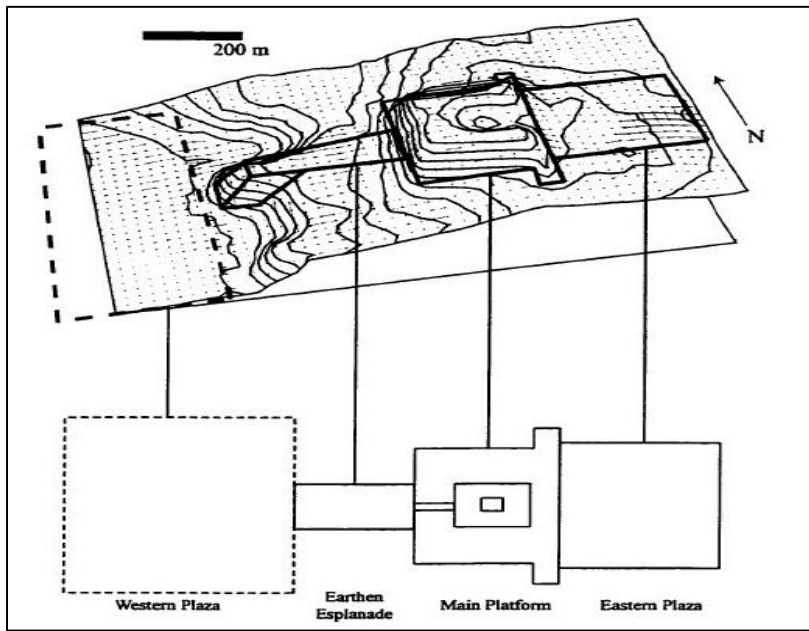 200 m
N
Western Plaza
Earthen
Esplanade
Main Platform
Eastern Plaza